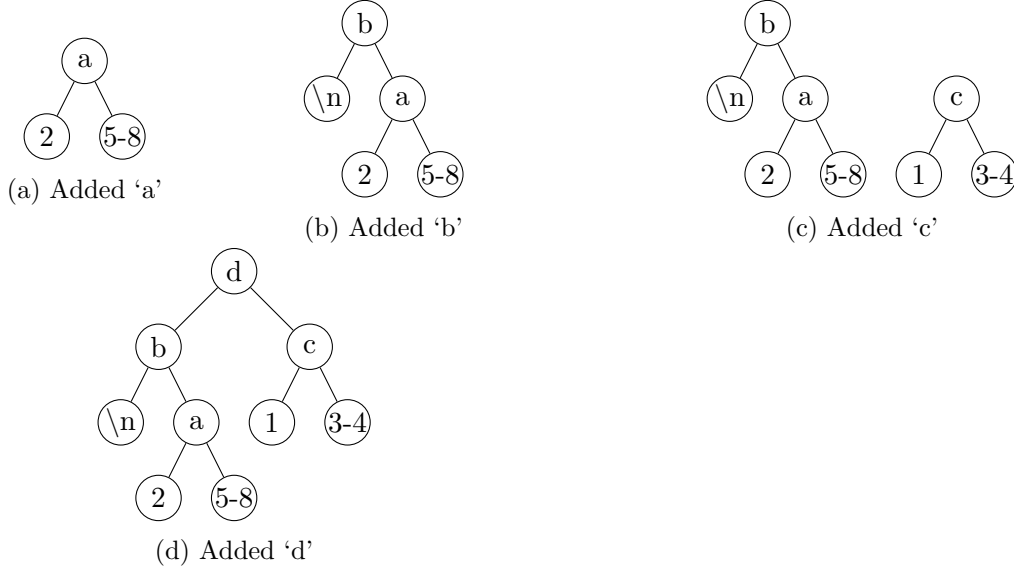 a
2 5-8
(a) Added ‘a’
b
\n a
2 5-8
(b) Added ‘b’
b
\n a c
2 5-8 1 3-4
(c) Added ‘c’
d
b c
\n a 1 3-4
2 5-8
(d) Added ‘d’